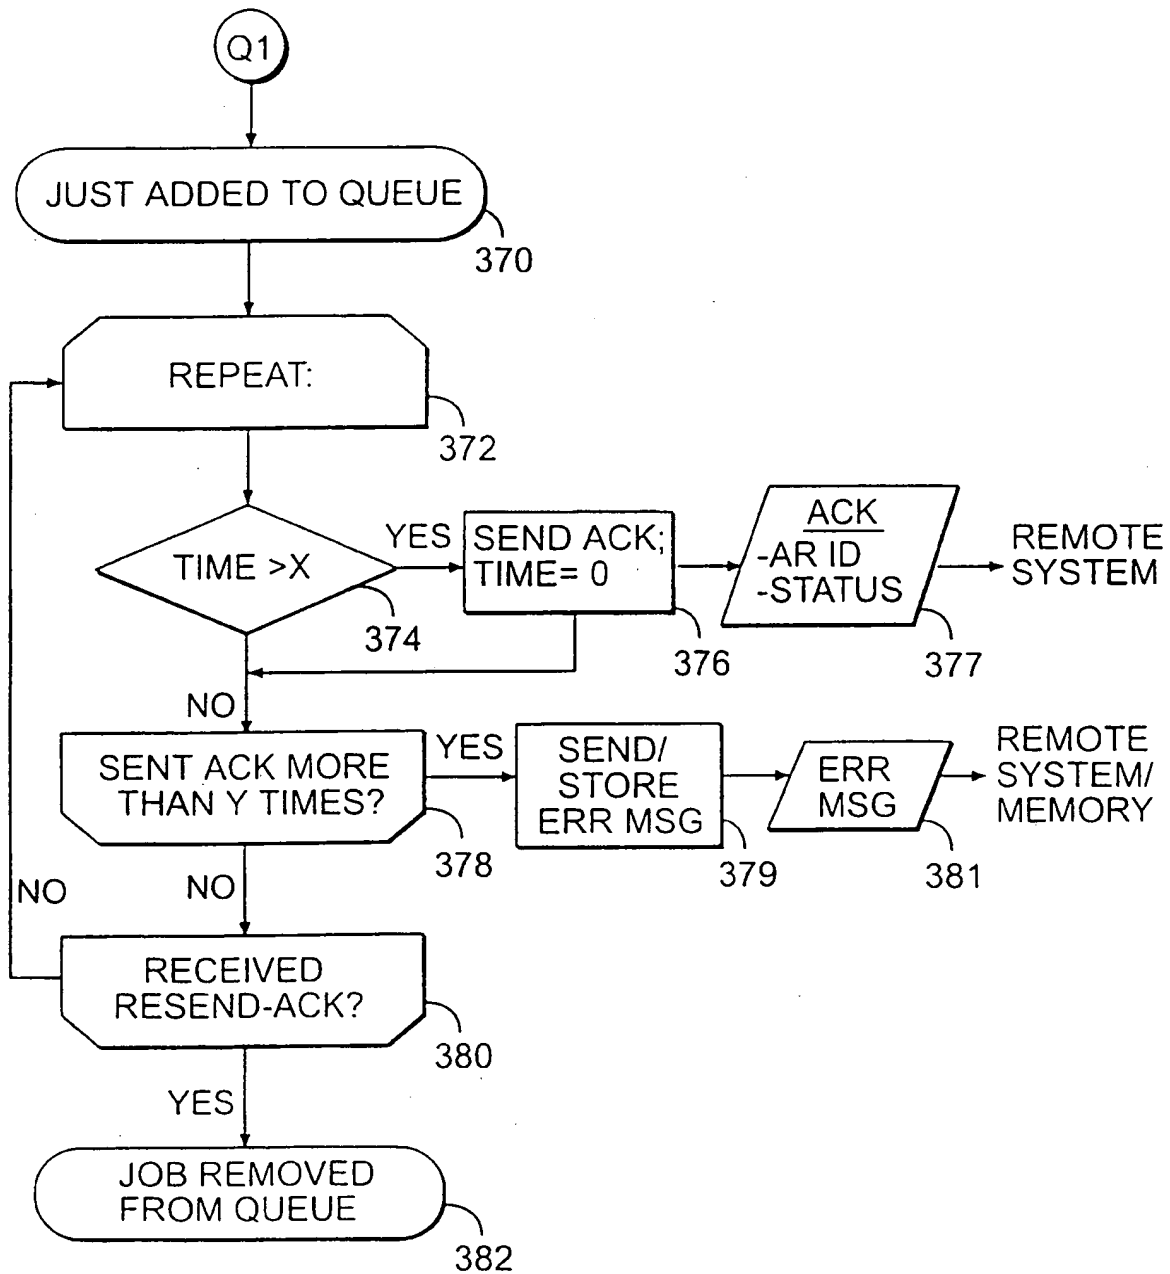 Q1
JUST ADDED TO QUEUE
370
REPEAT:
372
TIME >X
374
YES
SEND ACK;
TIME= 0
376
ACK
-AR ID
-STATUS
377
REMOTE
SYSTEM
NO
SENT ACK MORE
THAN Y TIMES?
378
YES
SEND/
STORE
ERR MSG
379
ERR
MSG
381
REMOTE
SYSTEM/
MEMORY
NO
NO
RECEIVED
RESEND-ACK?
380
YES
JOB REMOVED
FROM QUEUE
382